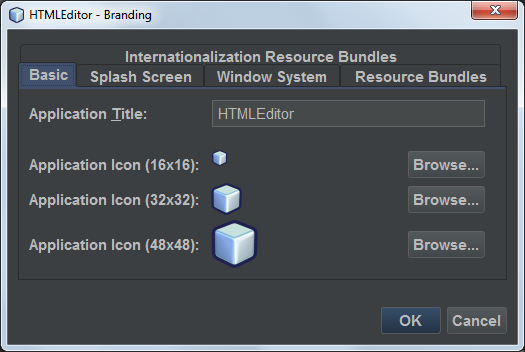 HTMLEditor - Branding
Internationalization Resource Bundles
Basic Splash Screen Window System Resource Bundles
Application Title: HTMLEditor
Application Icon (16x16): Browse...
Application Icon (32x32): Browse...
Application Icon (48x48): Browse...
OK Cancel